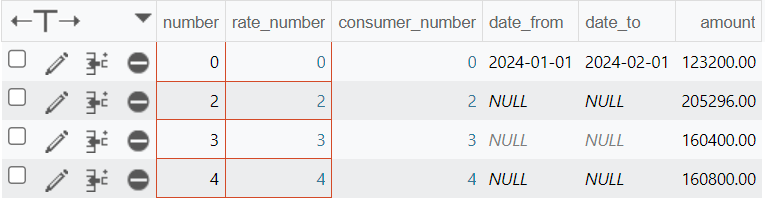 number rate_number consumer_number date_from date_to amount
0 0 0 2024-01-01 2024-02-01 123200.00
2 2 2 NULL NULL 205296.00
3 3 3 NULL NULL 160400.00
4 4 4 NULL NULL 160800.00